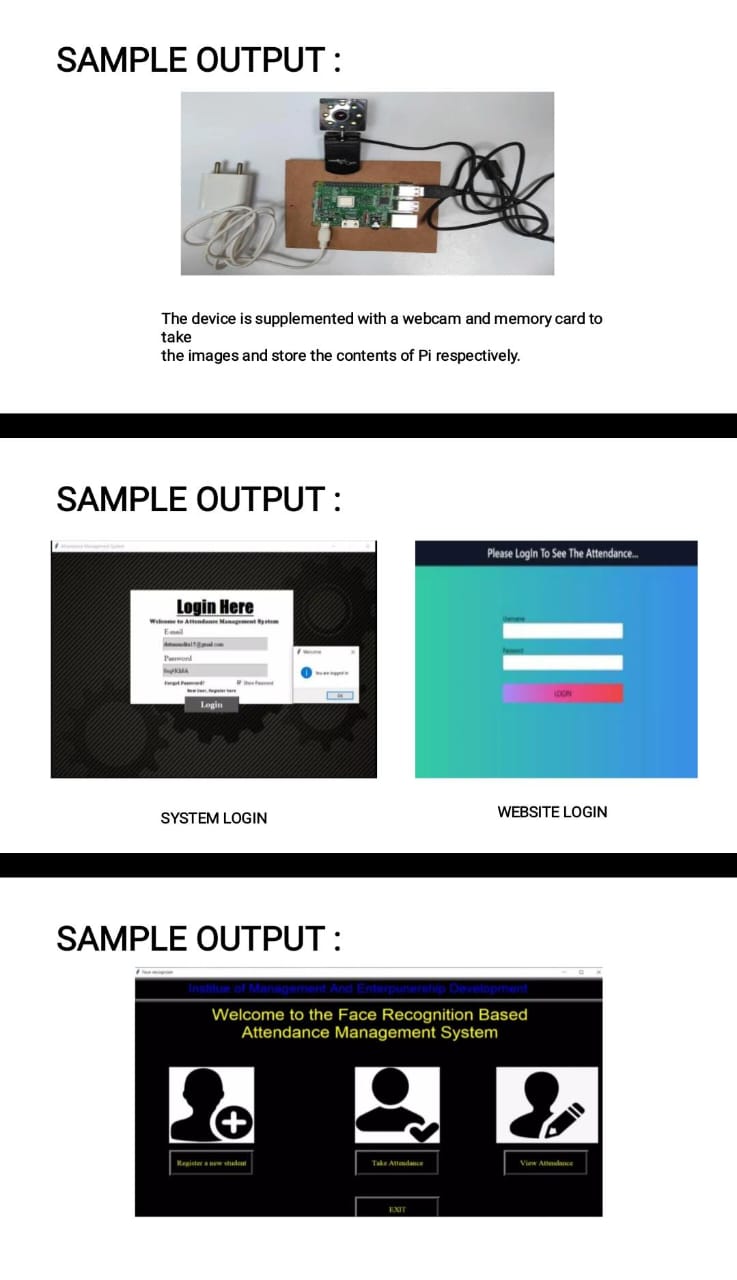 SAMPLE OUTPUT :
The device is supplemented with a webcam and memory card to
take
the images and store the contents of Pi respectively.
SAMPLE OUTPUT :
Attendance Management System
Login Here
Welcome to Attendance Management System
E-mail
Password
Forgot Password?
Show Password
New User, Register here
Login
Welcome
You are logged in
OK
SYSTEM LOGIN
Please LogIn To See The Attendance...
Username
Password
LOGIN
WEBSITE LOGIN
SAMPLE OUTPUT :
Face recognizer
Institue of Management And Enterpunership Development
Welcome to the Face Recognition Based
Attendance Management System
Register a new student
Take Attendance
View Attendance
EXIT